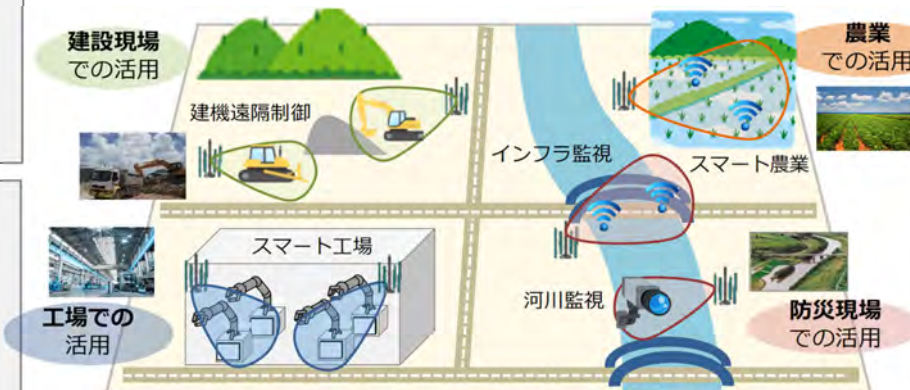 建設現場
での活用
農業
での活用
建機遠隔制御
インフラ監視
スマート農業
スマート工場
河川監視
工場での
活用
防災現場
での活用